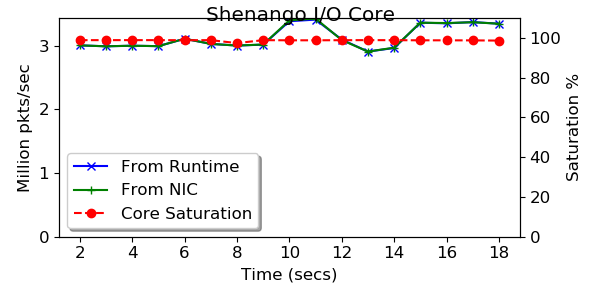 Shenango I/O Core
Million pkts/sec
3
2
1
0
100
80
60
40
20
0
Saturation %
From Runtime
From NIC
Core Saturation
2 4 6 8 10 12 14 16 18
Time (secs)